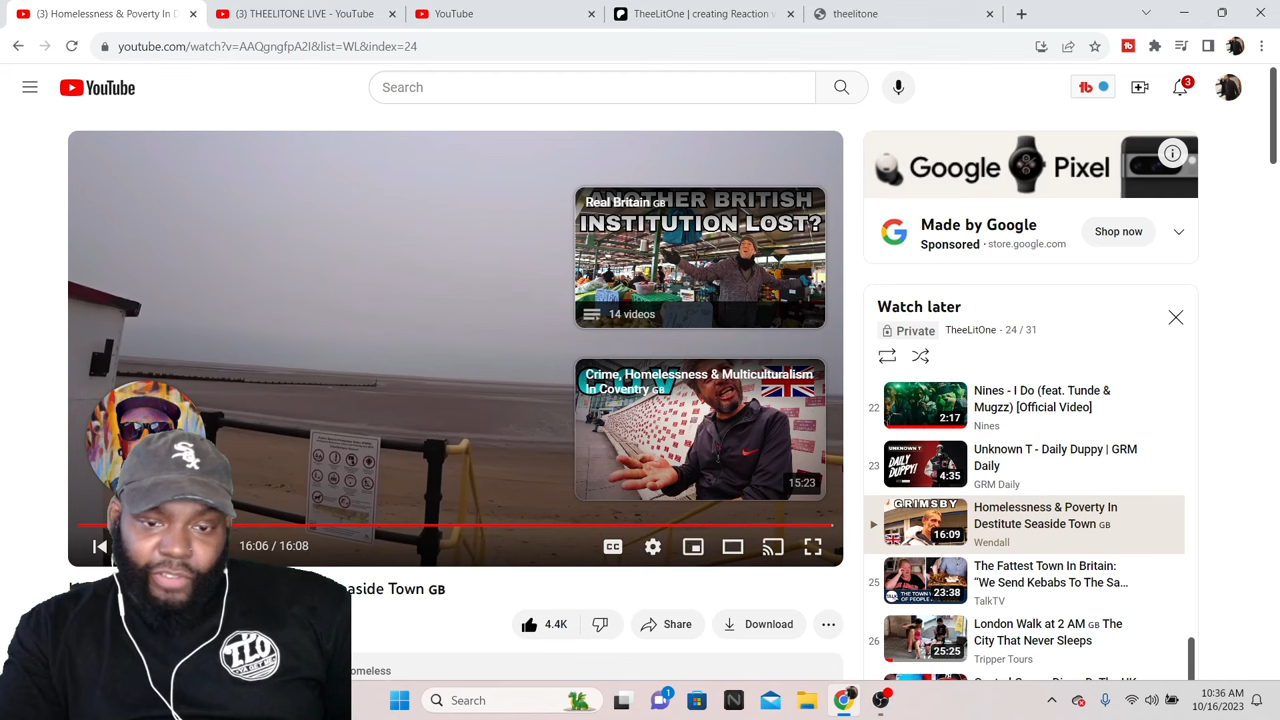 (3) Homelessness & Poverty In D
(3) THEELITONE LIVE - YouTube
YouTube
TheeLitOne | creating Reaction v
theelitone
youtube.com/watch?v=AAQgngfpA2I&list=WL&index=24
YouTube
Search
3
Real Britain GB
ANOTHER BRITISH
INSTITUTION LOST?
14 videos
Crime, Homelessness & Multiculturalism
In Coventry GB
15:23
16:06 / 16:08
easide Town GB
4.4K
Share
Download
omeless
TLO
Google
Pixel
Made by Google
Sponsored · store.google.com
Shop now
Watch later
Private
TheeLitOne - 24 / 31
22
2:17
Nines - I Do (feat. Tunde &
Mugzz) [Official Video]
Nines
23
DAILY
DUPPY!
4:35
Unknown T - Daily Duppy | GRM
Daily
GRM Daily
GRIMSBY
16:09
Homelessness & Poverty In
Destitute Seaside Town GB
Wendall
25
23:38
The Fattest Town In Britain:
“We Send Kebabs To The Sa...
TalkTV
26
25:25
London Walk at 2 AM GB The
City That Never Sleeps
Tripper Tours
Search
1
10:36 AM
10/16/2023